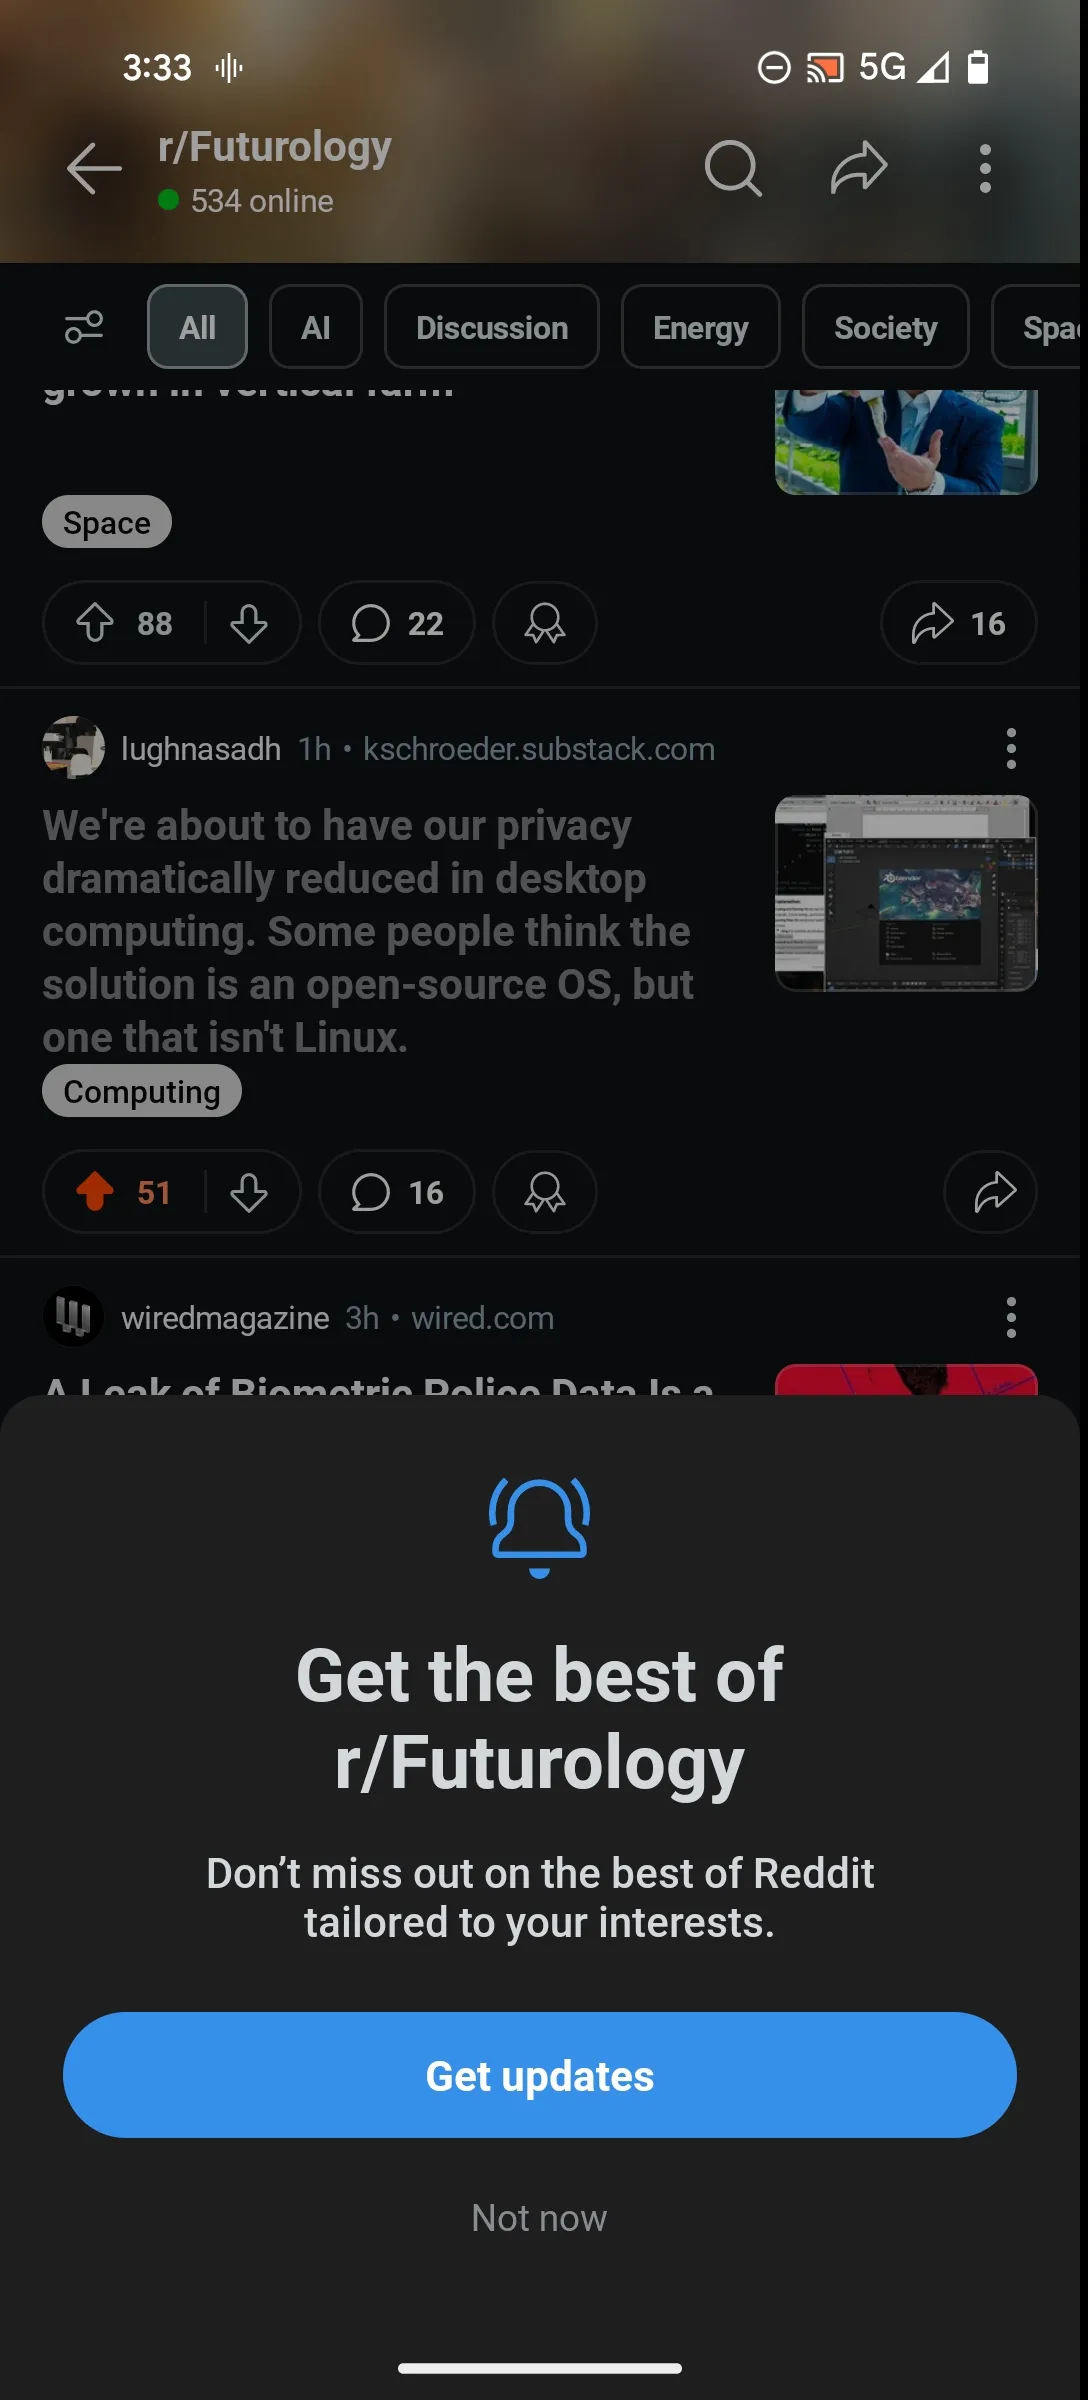 3:33
5G
r/Futurology
534 online
All
AI
Discussion
Energy
Society
Spac
grown in vertical farm
Space
88
22
16
lughnasadh 1h • kschroeder.substack.com
We're about to have our privacy
dramatically reduced in desktop
computing. Some people think the
solution is an open-source OS, but
one that isn't Linux.
blender
Computing
51
16
wiredmagazine 3h • wired.com
A Leak of Biometric Police Data Is a
Get the best of
r/Futurology
Don’t miss out on the best of Reddit
tailored to your interests.
Get updates
Not now